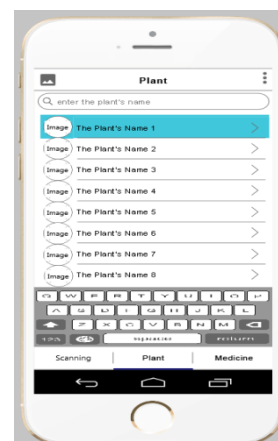 Plant
enter the plant's name
Image The Plant's Name 1
Image The Plant's Name 2
Image The Plant's Name 3
Image The Plant's Name 4
Image The Plant's Name 5
Image The Plant's Name 6
Image The Plant's Name 7
Image The Plant's Name 8
Q W E R T Y U I O P
A S D F G H J K L
Z X C V B N M
123
Scanning Plant Medicine